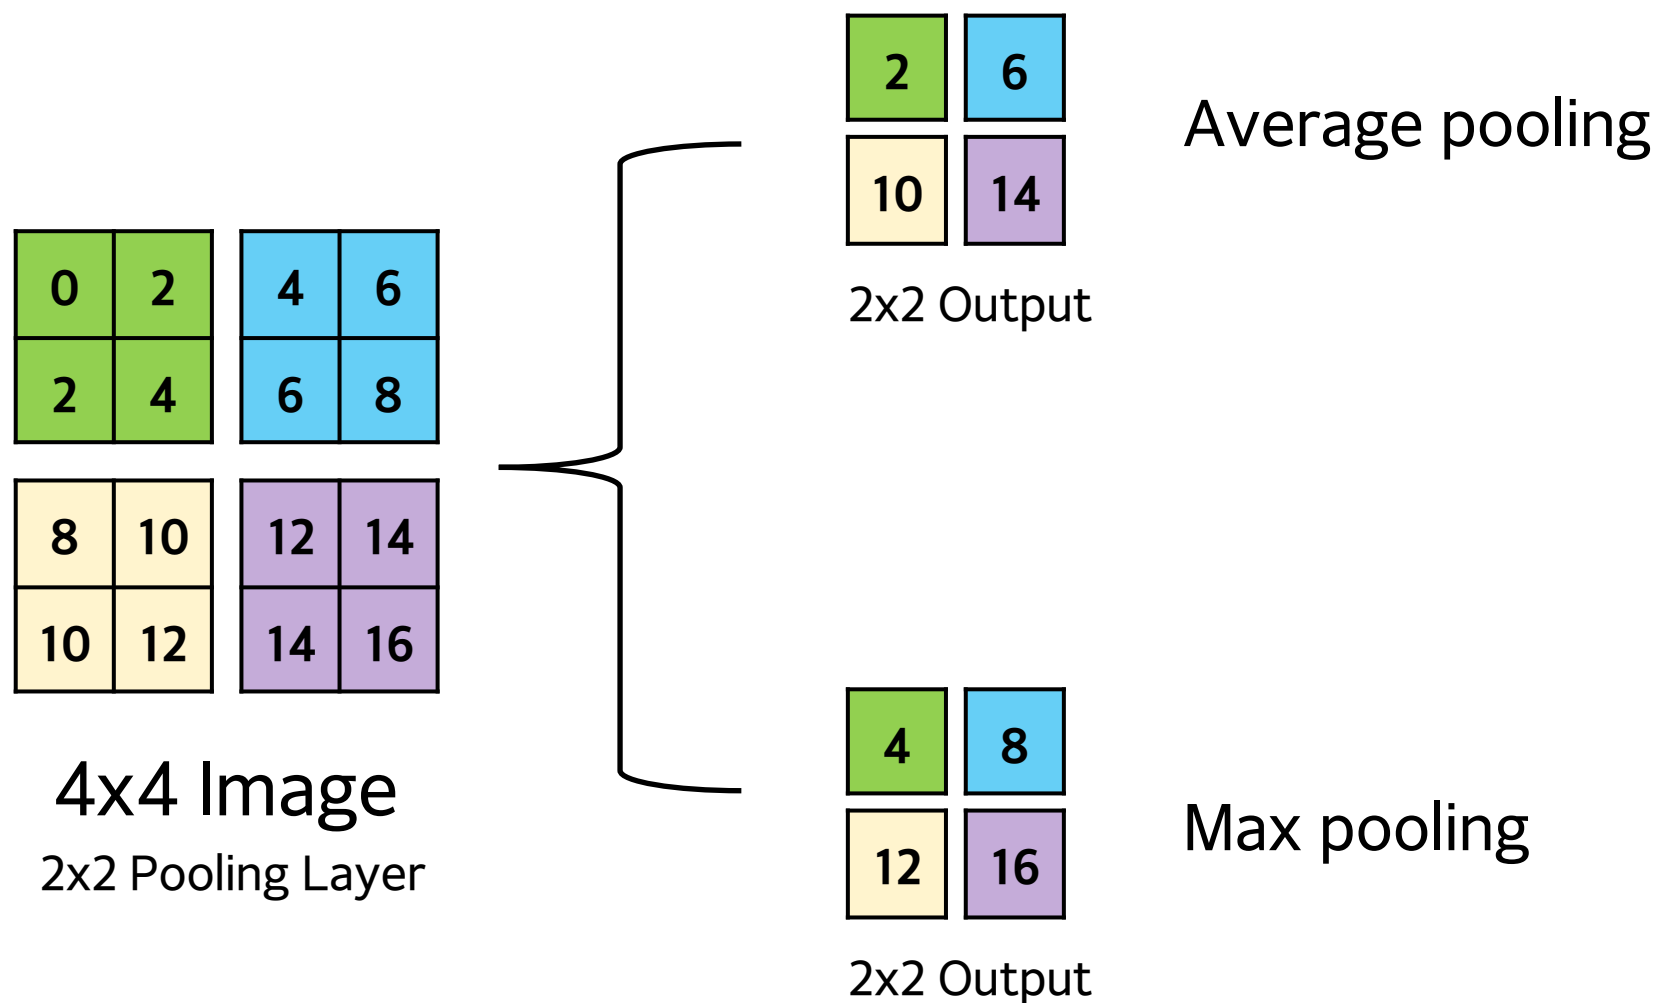 0 2 4 6
2 4 6 8
8 10 12 14
10 12 14 16
4x4 Image
2x2 Pooling Layer
2 6
10 14
2x2 Output
Average pooling
4 8
12 16
2x2 Output
Max pooling